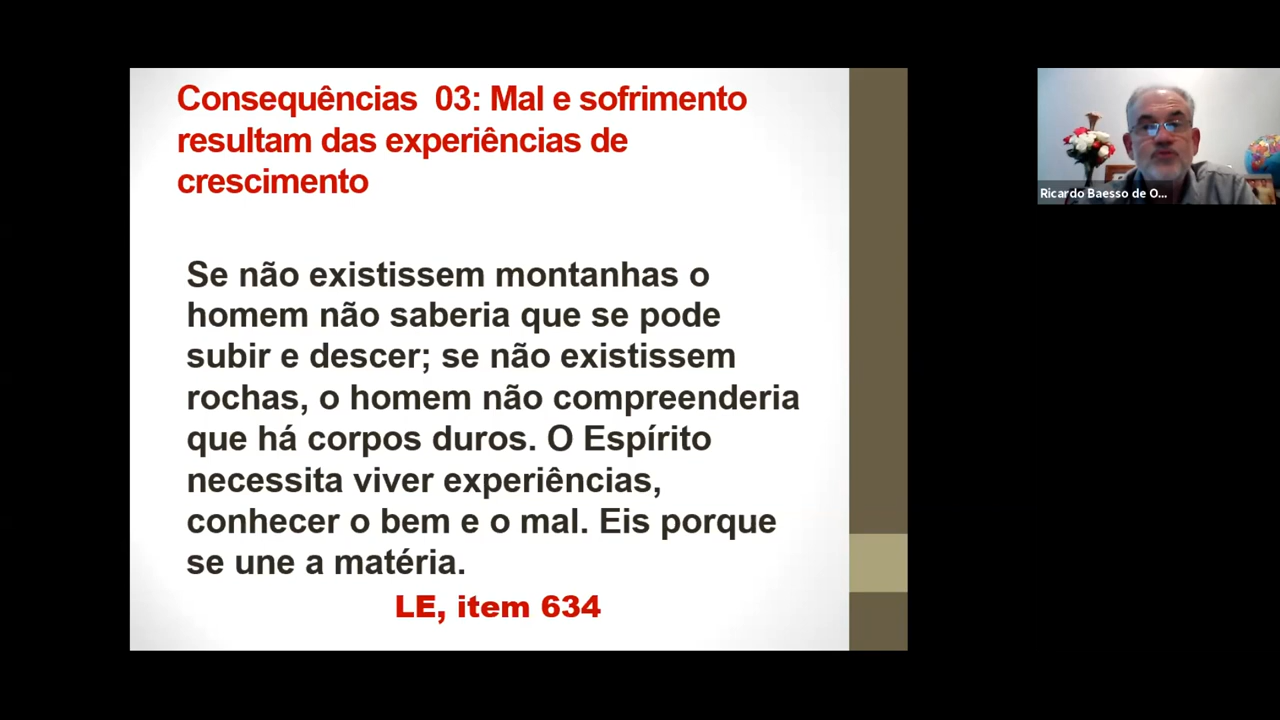 Consequências 03: Mal e sofrimento
resultam das experiências de
crescimento
Se não existissem montanhas o
homem não saberia que se pode
subir e descer; se não existissem
rochas, o homem não compreenderia
que há corpos duros. O Espírito
necessita viver experiências,
conhecer o bem e o mal. Eis porque
se une a matéria.
LE, item 634
Ricardo Baesso de O...